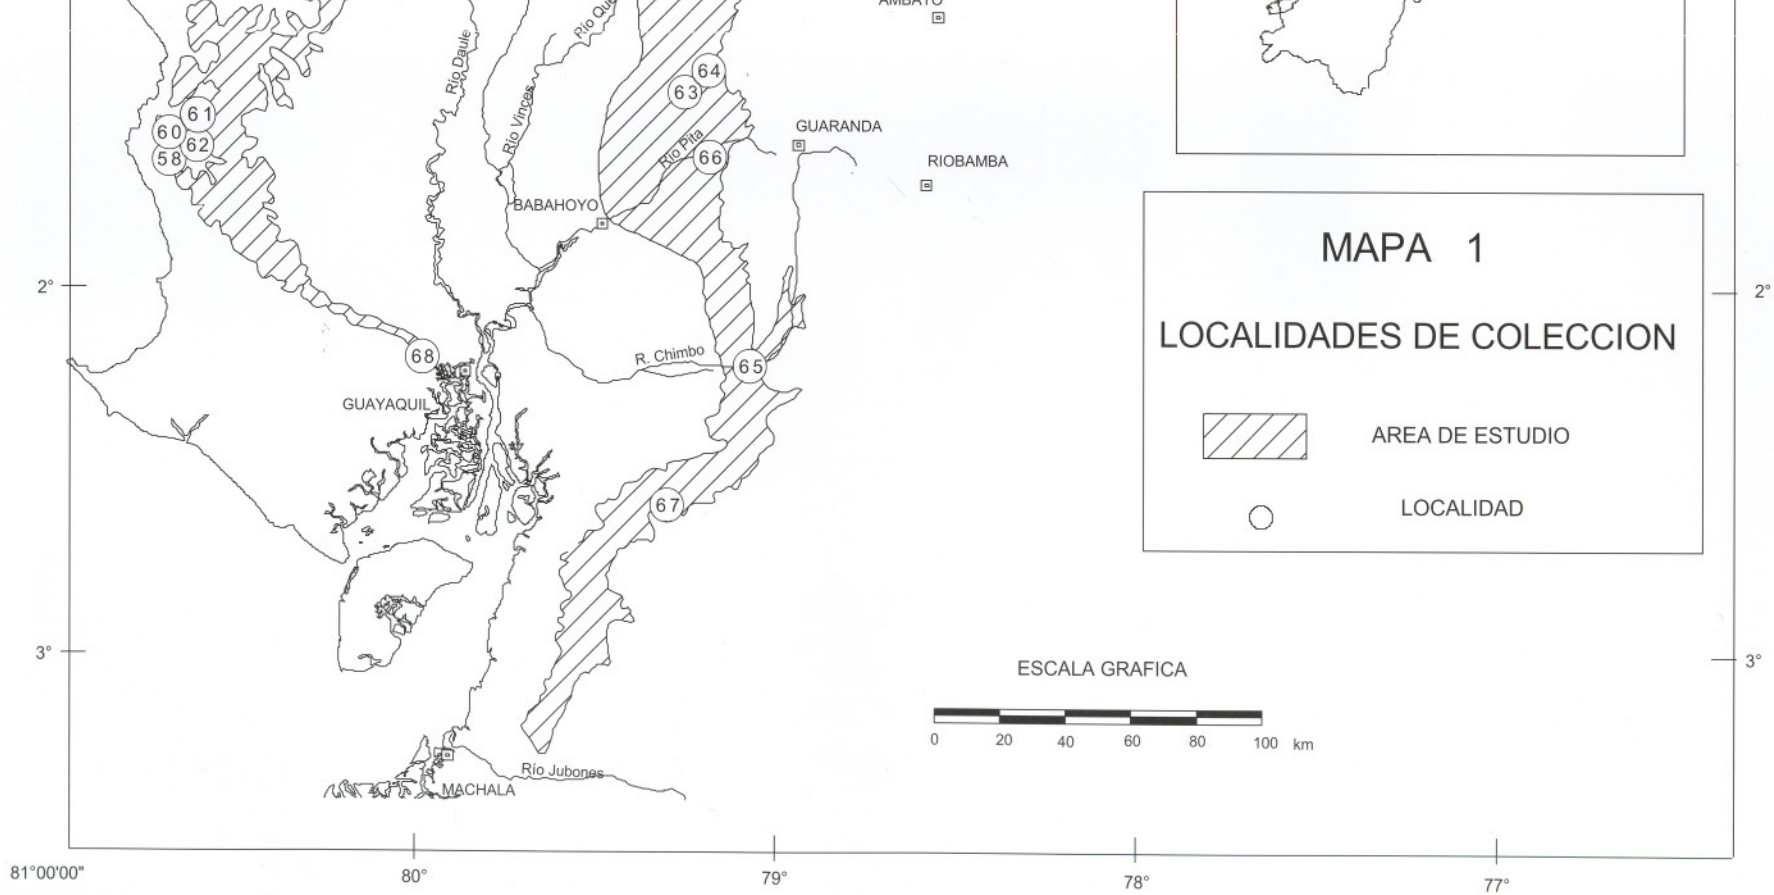 AMBATO
Río Daule
Río Que
Río Vinces
64
63
61
60
62
58
Río Pita
66
GUARANDA
RIOBAMBA
BABAHOYO
MAPA 1
2°
2°
LOCALIDADES DE COLECCION
68
R. Chimbo
65
GUAYAQUIL
AREA DE ESTUDIO
67
LOCALIDAD
3°
3°
ESCALA GRAFICA
0 20 40 60 80 100 km
Río Jubones
MACHALA
81°00'00"
80°
79°
78°
77°